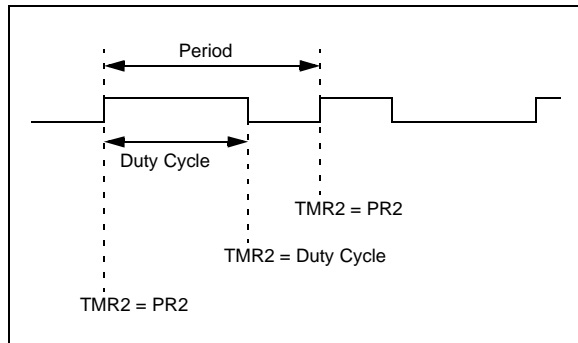 Period
Duty Cycle
TMR2 = PR2
TMR2 = Duty Cycle
TMR2 = PR2